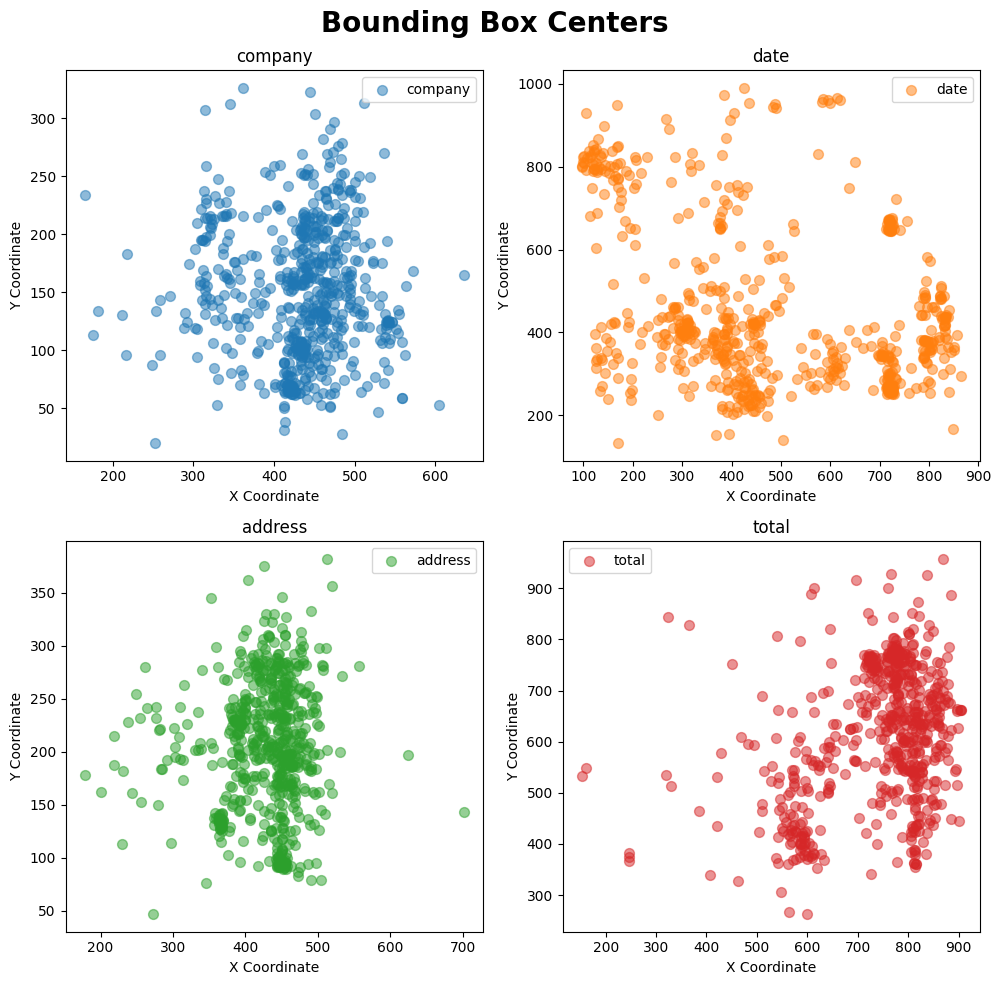 Bounding Box Centers
company
company
Y Coordinate
300
250
200
150
100
50
200 300 400 500 600
X Coordinate
date
date
Y Coordinate
1000
800
600
400
200
100 200 300 400 500 600 700 800 900
X Coordinate
address
address
Y Coordinate
350
300
250
200
150
100
50
200 300 400 500 600 700
X Coordinate
total
total
Y Coordinate
900
800
700
600
500
400
300
200 300 400 500 600 700 800 900
X Coordinate